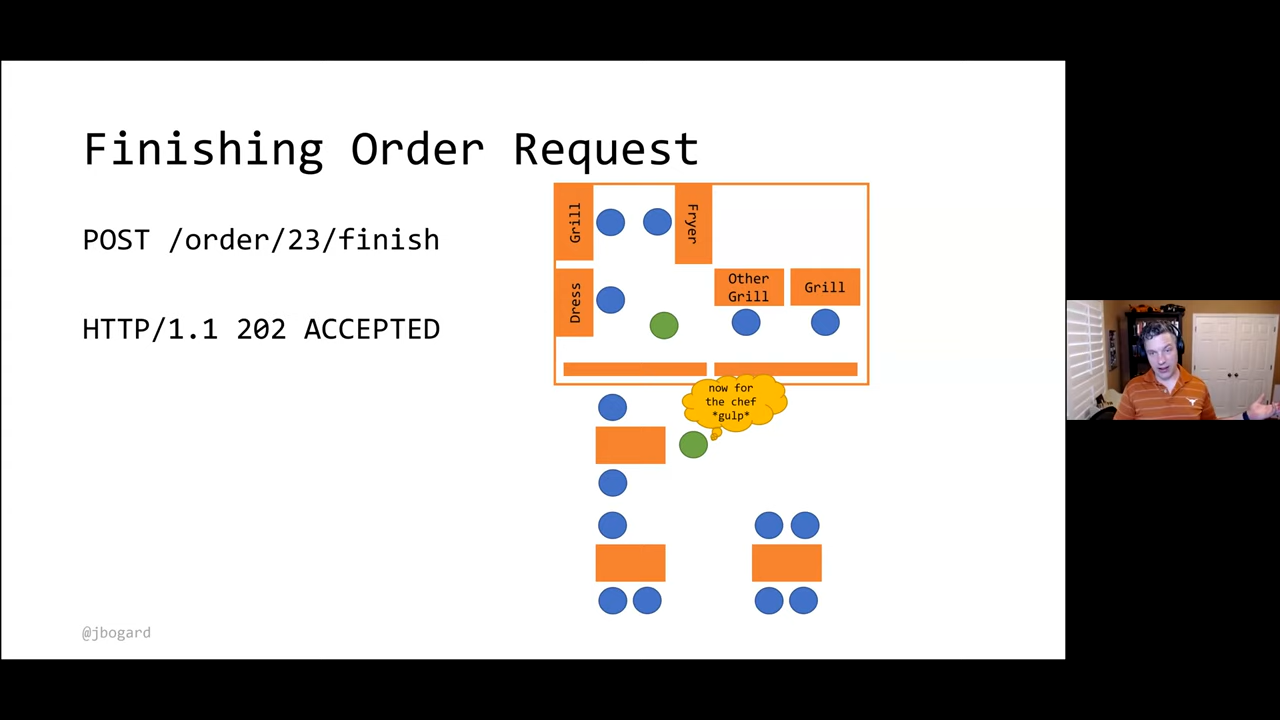 Finishing Order Request
POST /order/23/finish
HTTP/1.1 202 ACCEPTED
Grill
Fryer
Dress
Other
Grill
Grill
now for
the chef
*gulp*
@jbogard